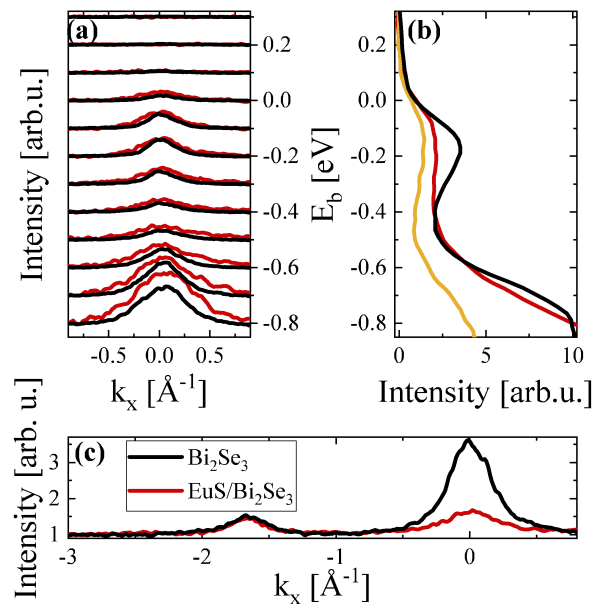 (a)
(b)
Intensity [arb.u.]
0.2
0.0
-0.2
-0.4
-0.6
-0.8
E_b [eV]
0.2
0.0
-0.2
-0.4
-0.6
-0.8
-0.5
0.0
0.5
0
5
10
k_x [Å⁻¹]
Intensity [arb.u.]
(c)
Intensity [arb. u.]
3
2
1
Bi₂Se₃
EuS/Bi₂Se₃
-3
-2
-1
0
k_x [Å⁻¹]